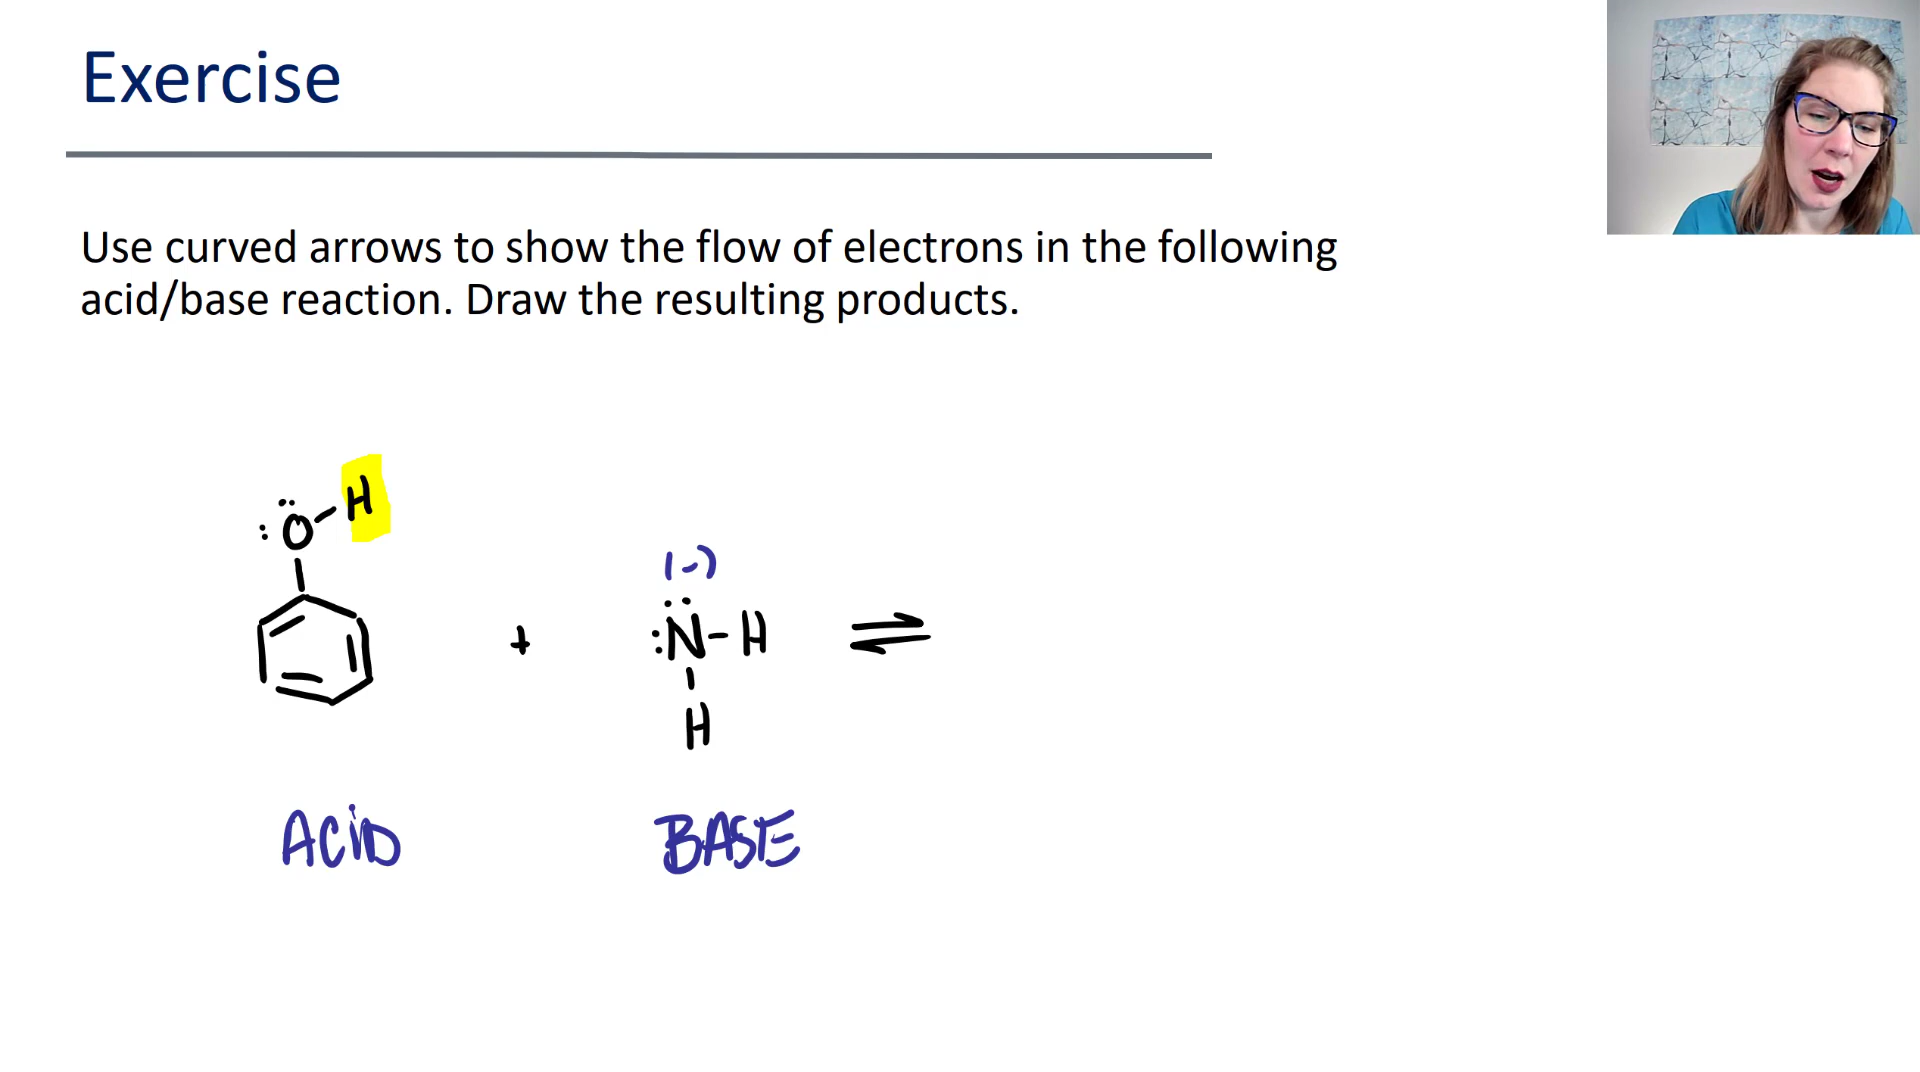 Exercise
Use curved arrows to show the flow of electrons in the following
acid/base reaction. Draw the resulting products.
H
:Ö-
(-)
+ :N̈-H ⇌
H
ACiD BASE